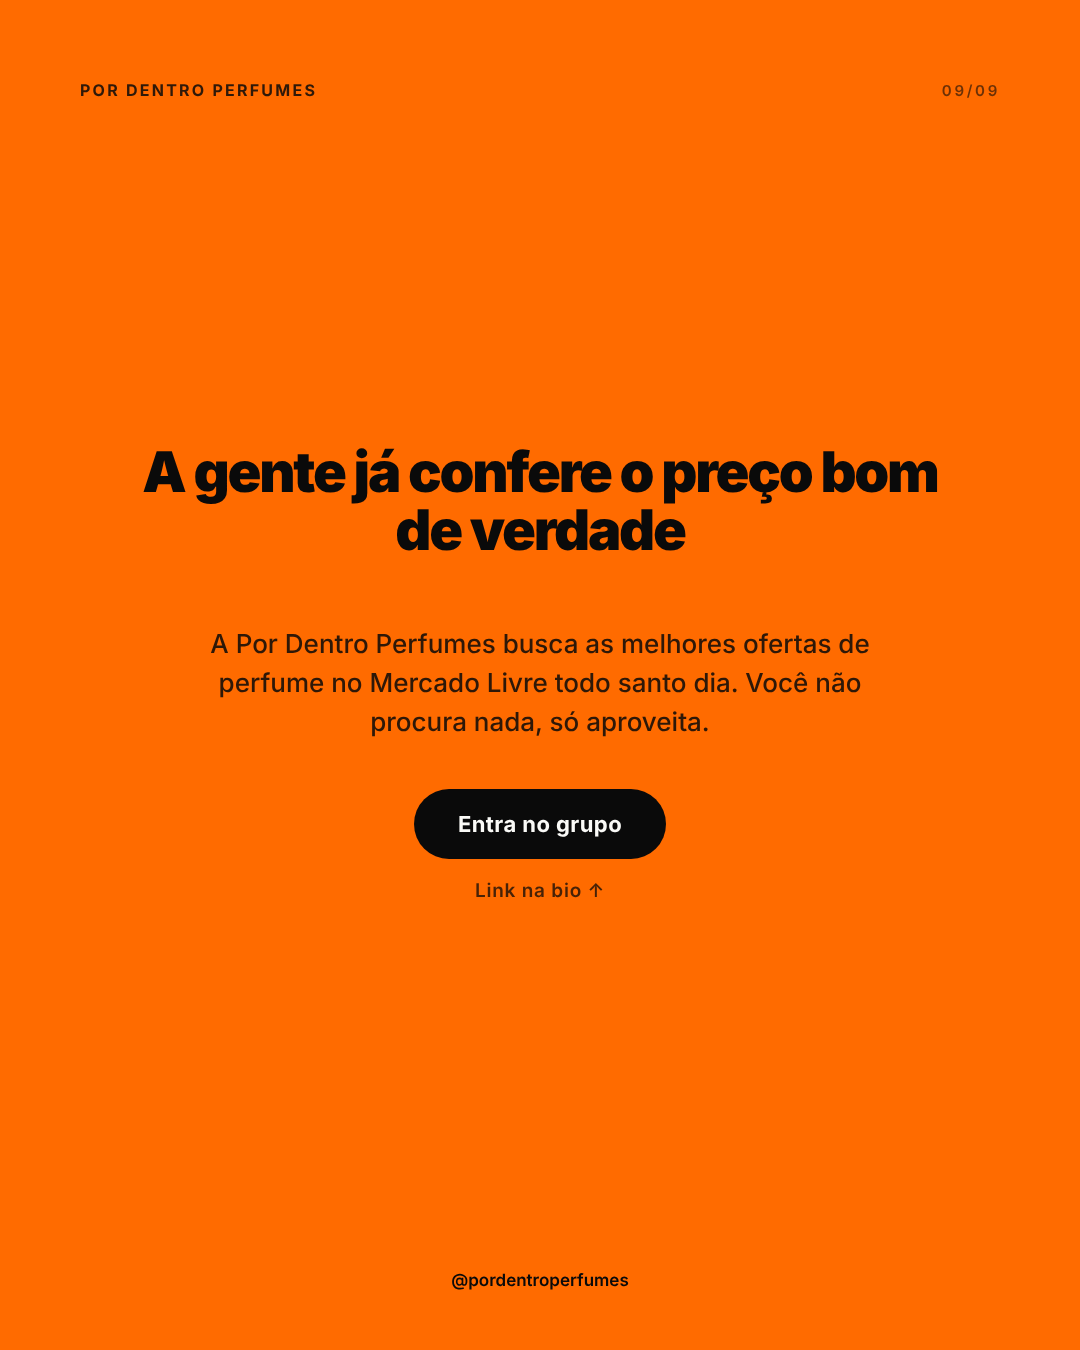 POR DENTRO PERFUMES
09/09
A gente já confere o preço bom
de verdade
A Por Dentro Perfumes busca as melhores ofertas de
perfume no Mercado Livre todo santo dia. Você não
procura nada, só aproveita.
Entra no grupo
Link na bio ↑
@pordentroperfumes